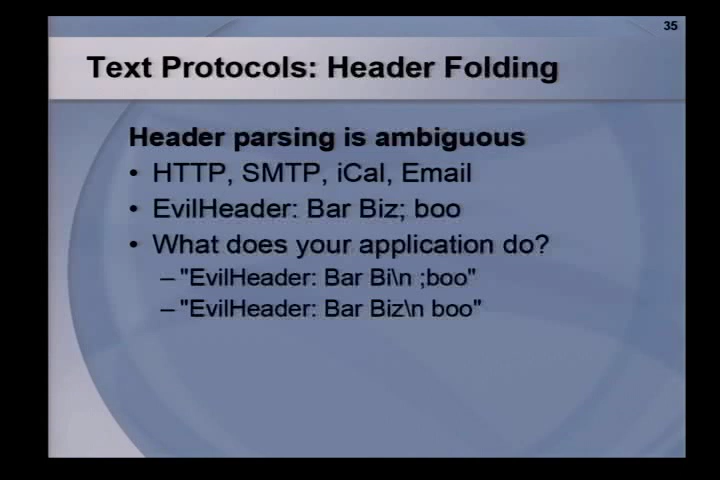 35
Text Protocols: Header Folding
Header parsing is ambiguous
• HTTP, SMTP, iCal, Email
• EvilHeader: Bar Biz; boo
• What does your application do?
– "EvilHeader: Bar Bi\n ;boo"
– "EvilHeader: Bar Biz\n boo"